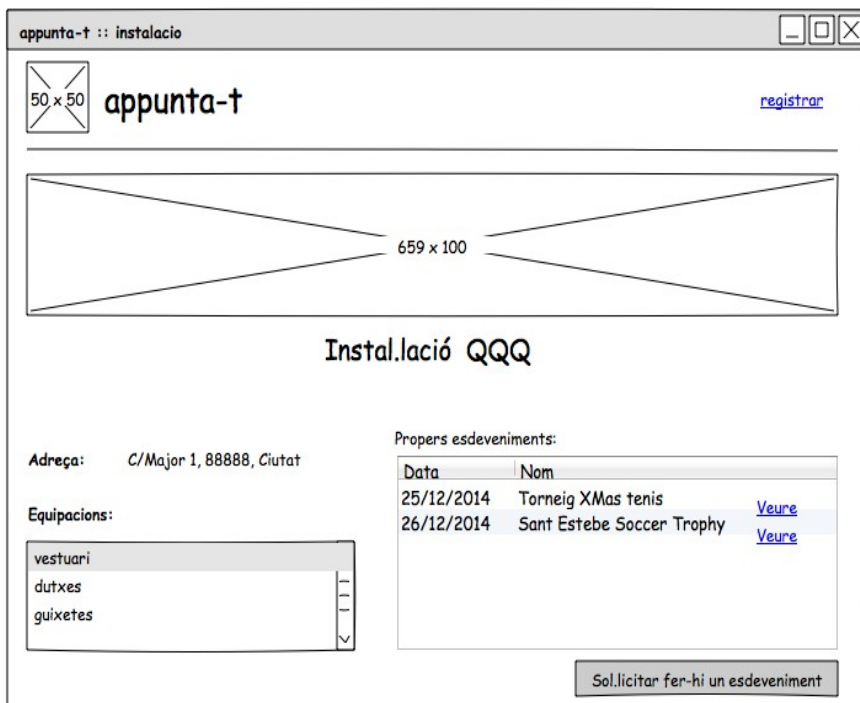 appunta-t :: instalacio
50 x 50
appunta-t
registrar
659 x 100
Instal.lació QQQ
Adreça: C/Major 1, 88888, Ciutat
Equipacions:
vestuari
dutxes
guixetes
Propers esdeveniments:
Data Nom
25/12/2014 Torneig XMas tenis Veure
26/12/2014 Sant Estebe Soccer Trophy Veure
Sol.licitar fer-hi un esdeveniment